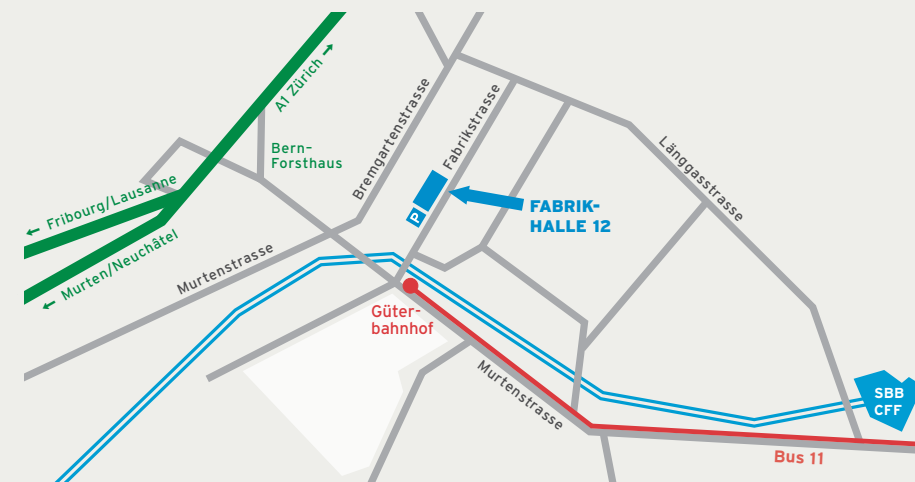 A1 Zürich
Bern-
Forsthaus
Bremgartenstrasse
Fabrikstrasse
Länggasstrasse
P
FABRIK-
HALLE 12
Fribourg/Lausanne
Murten/Neuchâtel
Murtenstrasse
Güter-
bahnhof
Murtenstrasse
SBB
CFF
Bus 11